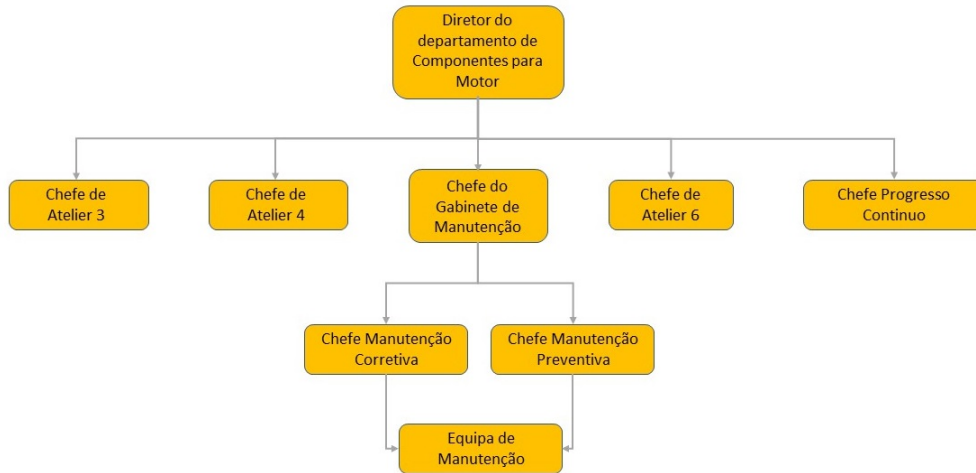 Diretor do
departamento de
Componentes para
Motor
Chefe de
Atelier 3
Chefe de
Atelier 4
Chefe do
Gabinete de
Manutenção
Chefe de
Atelier 6
Chefe Progresso
Continuo
Chefe Manutenção
Corretiva
Chefe Manutenção
Preventiva
Equipa de
Manutenção